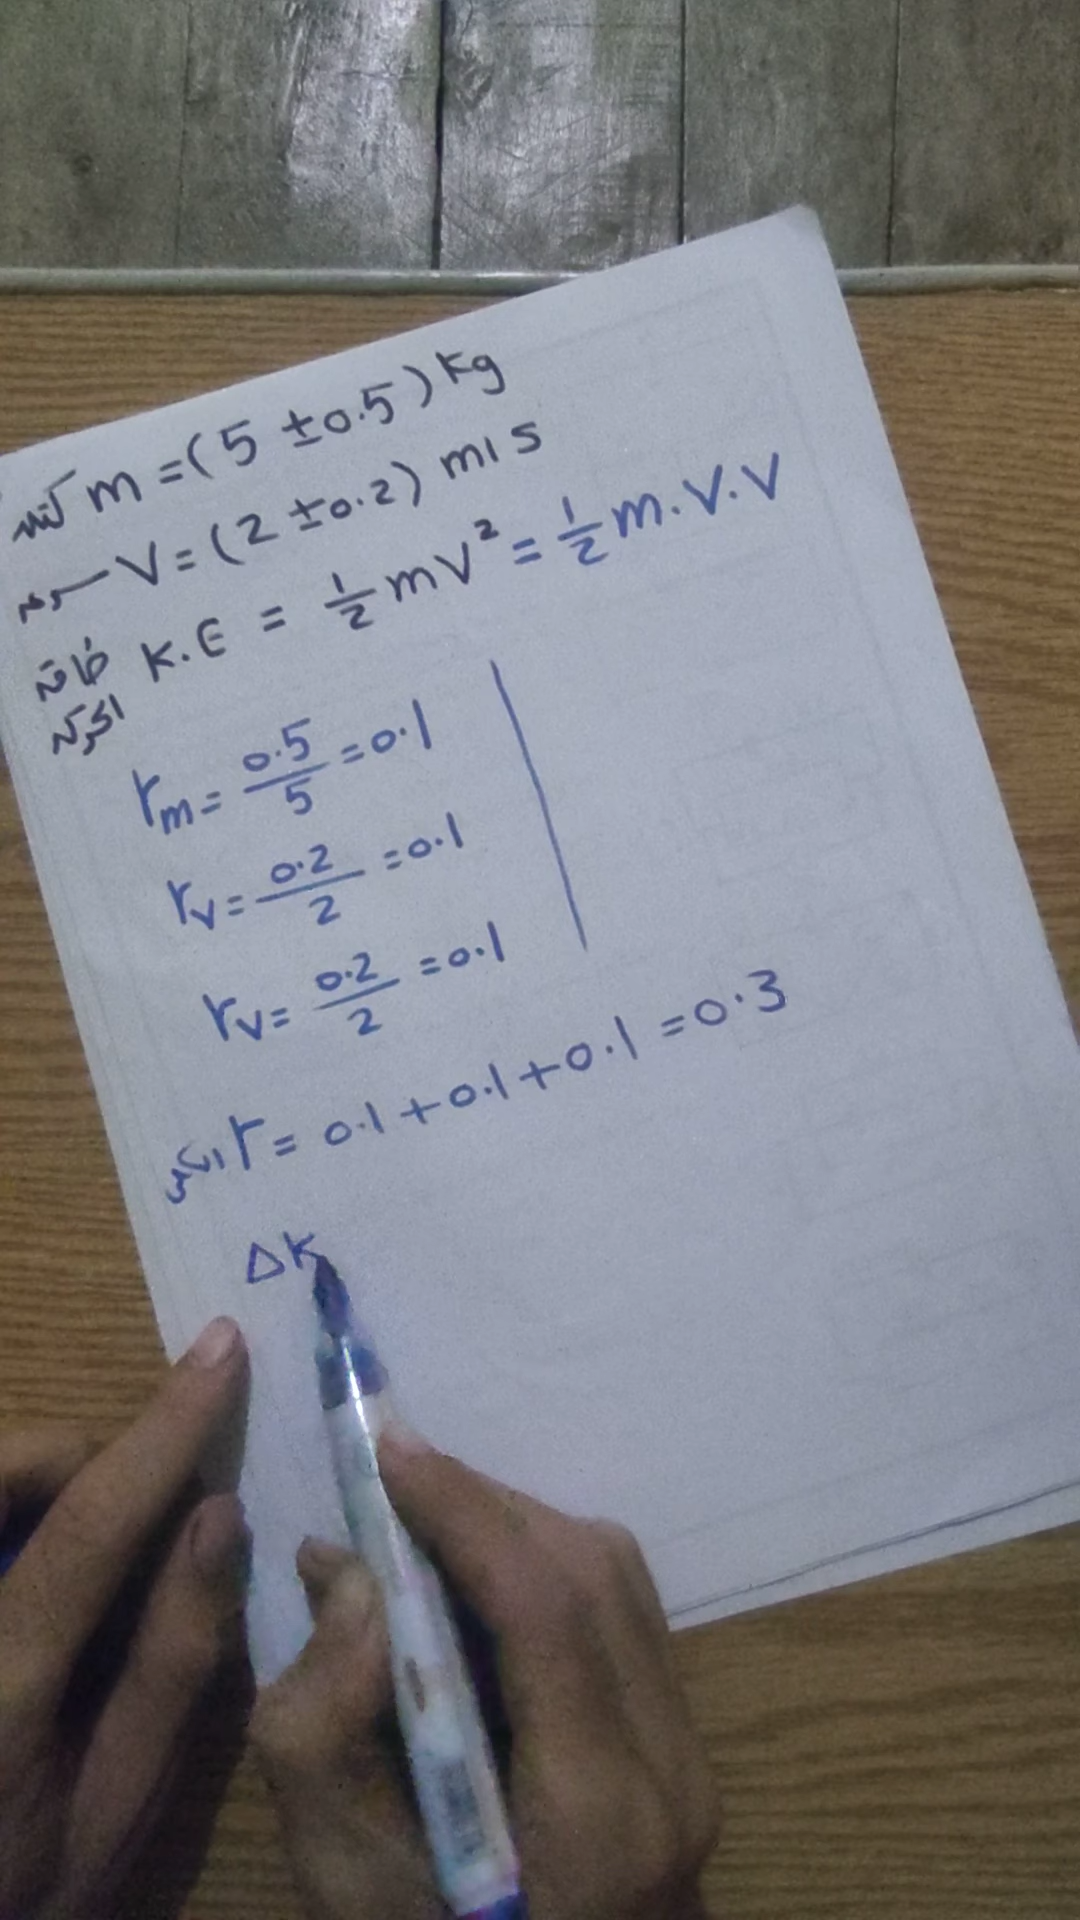 كتلة m = (5 ± 0.5) kg
سرعة V = (2 ± 0.2) m/s
طاقة الحركة K.E = 1/2 mV² = 1/2 m.V.V
rm = 0.5/5 = 0.1
rv = 0.2/2 = 0.1
rv = 0.2/2 = 0.1
r = 0.1 + 0.1 + 0.1 = 0.3
ΔK